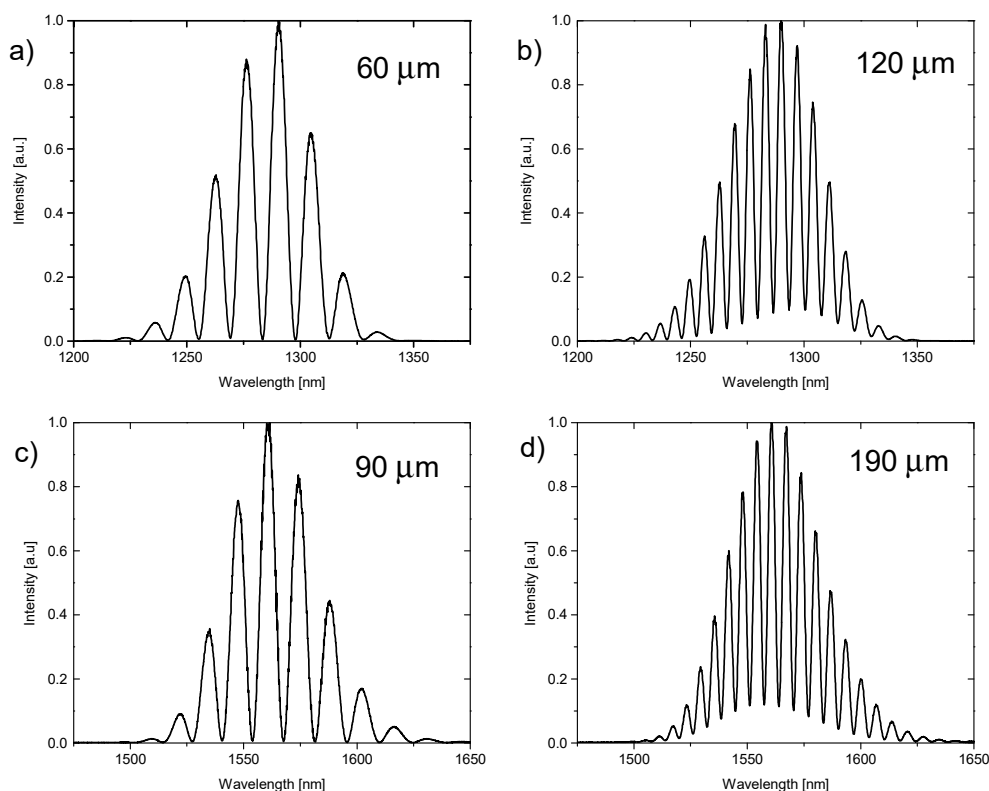 a)
60 μm
1.0
0.8
0.6
0.4
0.2
0.0
Intensity [a.u.]
1200
1250
1300
1350
Wavelength [nm]
b)
120 μm
1.0
0.8
0.6
0.4
0.2
0.0
Intensity [a.u.]
1200
1250
1300
1350
Wavelength [nm]
c)
90 μm
1.0
0.8
0.6
0.4
0.2
0.0
Intensity [a.u]
1500
1550
1600
1650
Wavelength [nm]
d)
190 μm
1.0
0.8
0.6
0.4
0.2
0.0
Intensity [a.u.]
1500
1550
1600
1650
Wavelength [nm]